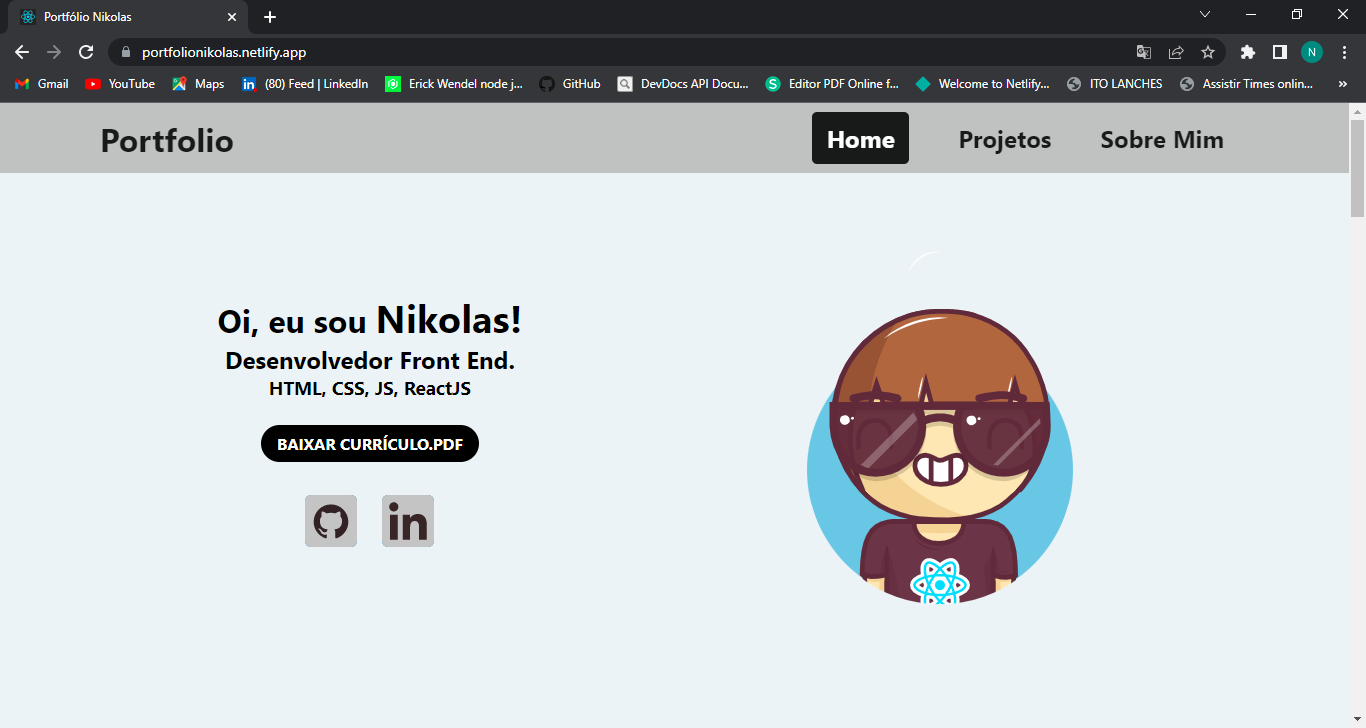 Portfólio Nikolas
portfolionikolas.netlify.app
N
Gmail YouTube Maps (80) Feed | LinkedIn Erick Wendel node j... GitHub DevDocs API Docu... Editor PDF Online f... Welcome to Netlify... ITO LANCHES Assistir Times onlin... »
Portfolio Home Projetos Sobre Mim
Oi, eu sou Nikolas!
Desenvolvedor Front End.
HTML, CSS, JS, ReactJS
BAIXAR CURRÍCULO.PDF
in